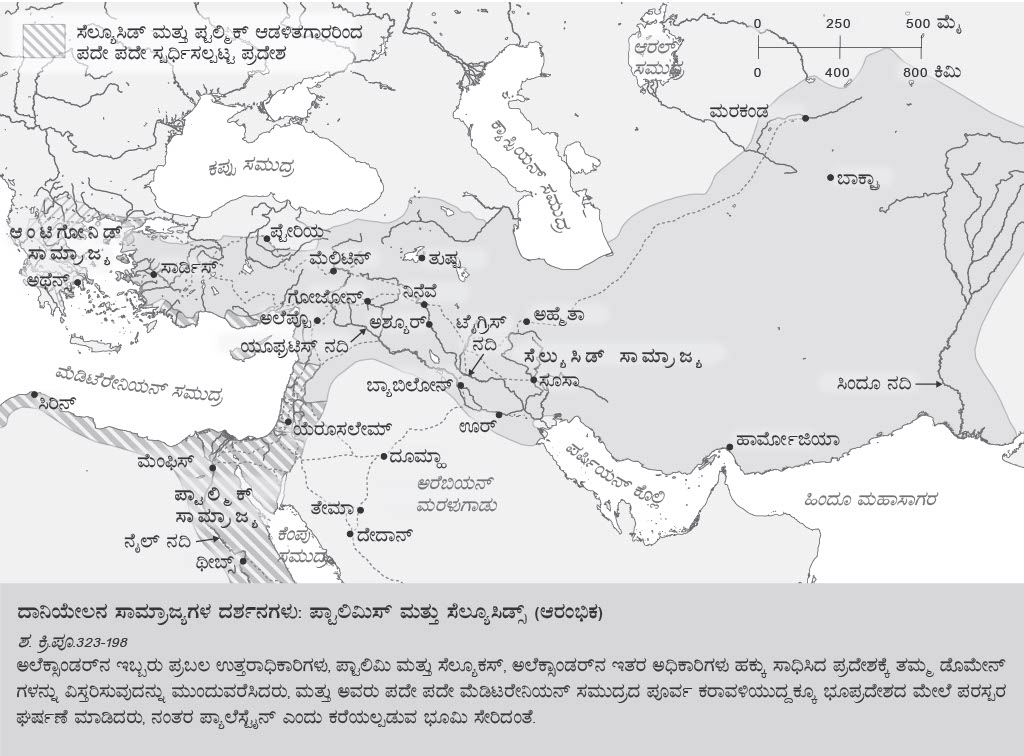 ಸೆಲ್ಯೂಸಿಡ್ ಮತ್ತು ಪ್ಟಲ್ಮಿಕ್ ಆಡಳಿತಗಾರರಿಂದ
ಪದೇ ಪದೇ ಸ್ಪರ್ಧಿಸಲ್ಪಟ್ಟ ಪ್ರದೇಶ
0 250 500 ಮೈ
0 400 800 ಕಿಮಿ
ಆರಲ್
ಸಮುದ್ರ
ಮರಕಂಡ
ಬಾಕ್ಟ್ರಾ
ಕಪ್ಪು ಸಮುದ್ರ
ಕ್ಯಾಸ್ಪಿಯನ್ ಸಮುದ್ರ
ಆಂಟಿಗೋನಿಡ್
ಸಾಮ್ರಾಜ್ಯ
ಅಥೆನ್ಸ್
ಸಾರ್ಡಿಸ್
ಪ್ಟೇರಿಯ
ಮೆಲಿಟಿನ್
ತುಷ್ಪ
ಗೋಜೋನ್
ನಿನೆವೆ
ಅಲೆಪ್ಪೊ
ಅಶ್ಯೂರ್
ಟೈಗ್ರಿಸ್
ನದಿ
ಅಹ್ಮೆತಾ
ಯೂಫ್ರಟಿಸ್ ನದಿ
ಸೆಲ್ಯುಸಿಡ್ ಸಾಮ್ರಾಜ್ಯ
ಮೆಡಿಟೆರೇನಿಯನ್ ಸಮುದ್ರ
ಬ್ಯಾಬಿಲೋನ್
ಸೂಸಾ
ಸಿಂದೂ ನದಿ
ಸಿರಿನ್
ಯೆರೂಸಲೇಮ್
ಊರ್
ಹಾರ್ಮೋಜಿಯಾ
ಮೆಂಫಿಸ್
ದೂಮ್ಹಾ
ಪರ್ಷಿಯನ್ ಕೊಲ್ಲಿ
ಪ್ಟಾಲ್ಮಿಕ್
ಸಾಮ್ರಾಜ್ಯ
ಅರೆಬಿಯನ್
ಮರಳುಗಾಡು
ಹಿಂದೂ ಮಹಾಸಾಗರ
ತೇಮಾ
ನೈಲ್ ನದಿ
ಕೆಂಪು
ಸಮುದ್ರ
ದೇದಾನ್
ಥೀಬ್ಸ್
ದಾನಿಯೇಲನ ಸಾಮ್ರಾಜ್ಯಗಳ ದರ್ಶನಗಳು: ಪ್ಟಾಲಿಮಿಸ್ ಮತ್ತು ಸೆಲ್ಯೂಸಿಡ್ಸ್ (ಆರಂಭಿಕ)
ಶ. ಕ್ರಿ.ಪೂ.323-198
ಅಲೆಕ್ಸಾಂಡರ್‌ನ ಇಬ್ಬರು ಪ್ರಬಲ ಉತ್ತರಾಧಿಕಾರಿಗಳು, ಪ್ಟಾಲಿಮಿ ಮತ್ತು ಸೆಲ್ಯೂಕಸ್, ಅಲೆಕ್ಸಾಂಡರ್‌ನ ಇತರ ಅಧಿಕಾರಿಗಳು ಹಕ್ಕು ಸಾಧಿಸಿದ ಪ್ರದೇಶಕ್ಕೆ ತಮ್ಮ ಡೊಮೇನ್
ಗಳನ್ನು ವಿಸ್ತರಿಸುವುದನ್ನು ಮುಂದುವರೆಸಿದರು, ಮತ್ತು ಅವರು ಪದೇ ಪದೇ ಮೆಡಿಟರೇನಿಯನ್ ಸಮುದ್ರದ ಪೂರ್ವ ಕರಾವಳಿಯುದ್ದಕ್ಕೂ ಭೂಪ್ರದೇಶದ ಮೇಲೆ ಪರಸ್ಪರ
ಘರ್ಷಣೆ ಮಾಡಿದರು, ನಂತರ ಪ್ಯಾಲೆಸ್ಟೈನ್ ಎಂದು ಕರೆಯಲ್ಪಡುವ ಭೂಮಿ ಸೇರಿದಂತೆ.